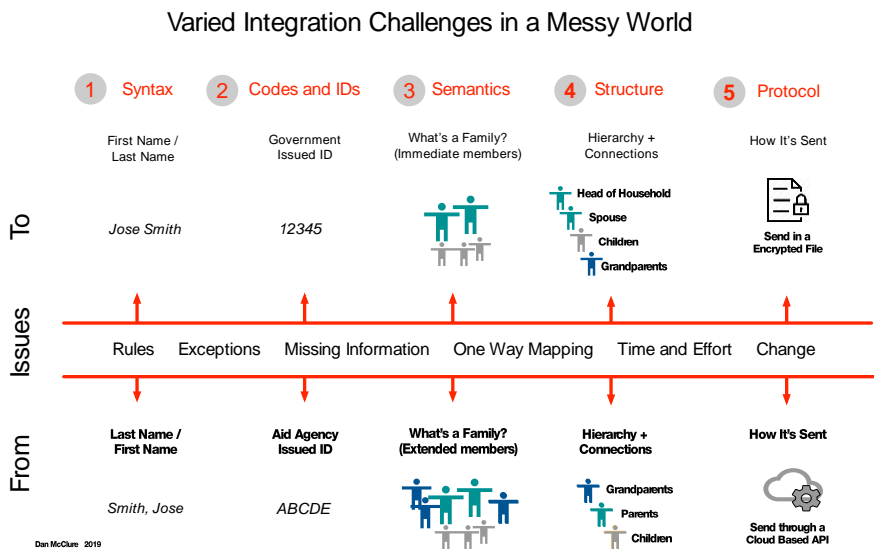 Varied Integration Challenges in a Messy World
1 Syntax 2 Codes and IDs 3 Semantics 4 Structure 5 Protocol
First Name /
Last Name
Government
Issued ID
What's a Family?
(Immediate members)
Hierarchy +
Connections
How It's Sent
To
Jose Smith
12345
Head of Household
Spouse
Children
Grandparents
Send in a
Encrypted File
Issues
Rules Exceptions Missing Information One Way Mapping Time and Effort Change
From
Last Name /
First Name
Aid Agency
Issued ID
What's a Family?
(Extended members)
Hierarchy +
Connections
How It's Sent
Smith, Jose
ABCDE
Grandparents
Parents
Children
Send through a
Cloud Based API
Dan McClure 2019